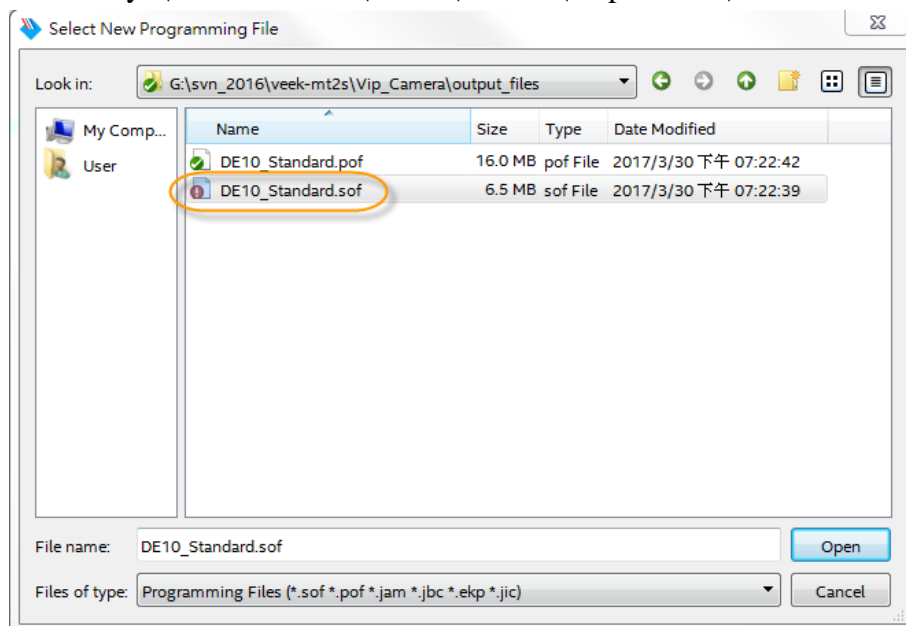 Select New Programming File
Look in: G:\svn_2016\veek-mt2s\Vip_Camera\output_files
My Comp...
User
Name Size Type Date Modified
DE10_Standard.pof 16.0 MB pof File 2017/3/30 下午 07:22:42
DE10_Standard.sof 6.5 MB sof File 2017/3/30 下午 07:22:39
File name: DE10_Standard.sof Open
Files of type: Programming Files (*.sof *.pof *.jam *.jbc *.ekp *.jic) Cancel